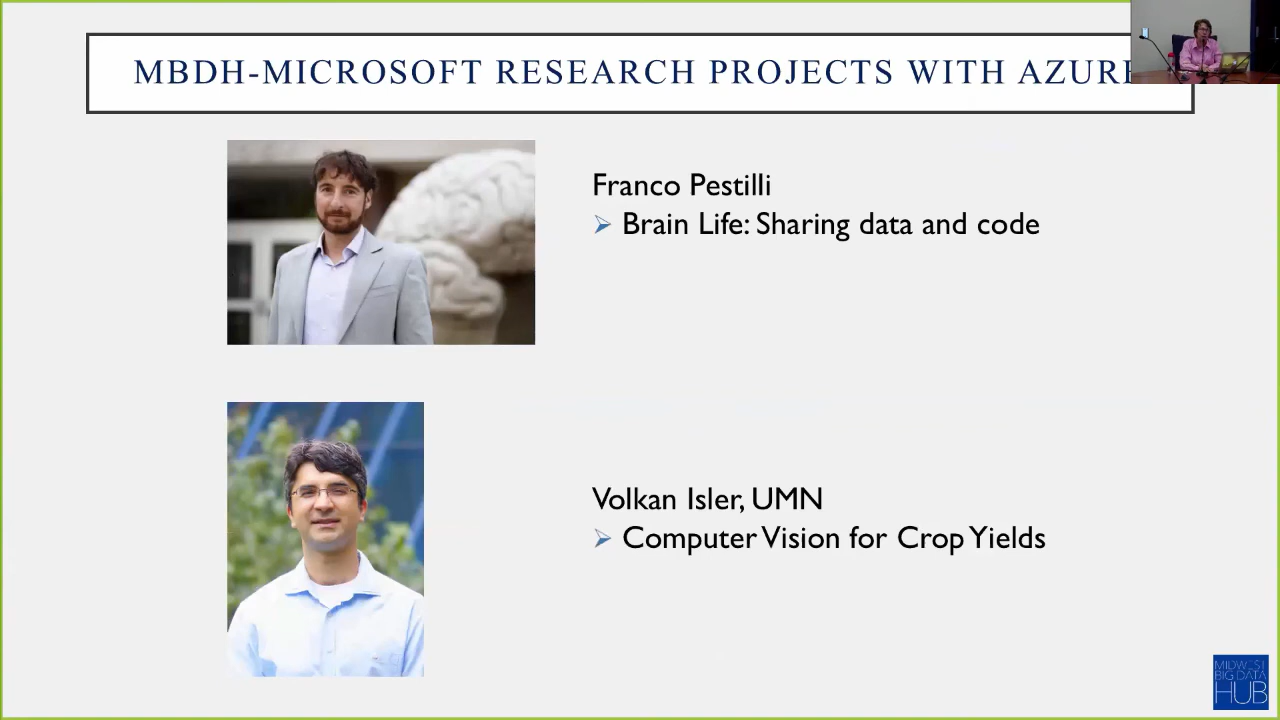 MBDH-MICROSOFT RESEARCH PROJECTS WITH AZURE
Franco Pestilli
Brain Life: Sharing data and code
Volkan Isler, UMN
Computer Vision for Crop Yields
MIDWEST
BIG DATA
HUB